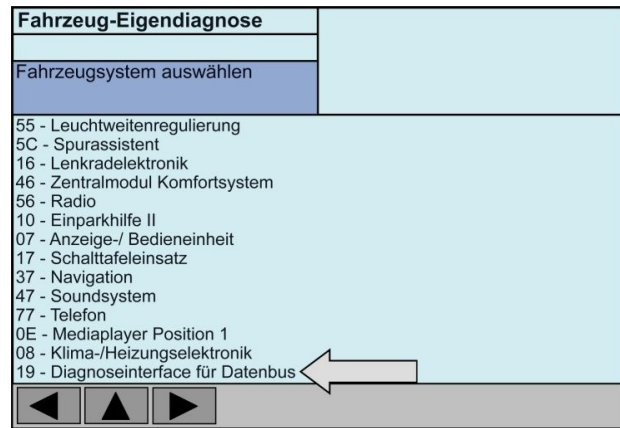 Fahrzeug-Eigendiagnose
Fahrzeugsystem auswählen
55 - Leuchtweitenregulierung
5C - Spurassistent
16 - Lenkradelektronik
46 - Zentralmodul Komfortsystem
56 - Radio
10 - Einparkhilfe II
07 - Anzeige-/ Bedieneinheit
17 - Schalttafeleinsatz
37 - Navigation
47 - Soundsystem
77 - Telefon
0E - Mediaplayer Position 1
08 - Klima-/Heizungselektronik
19 - Diagnoseinterface für Datenbus